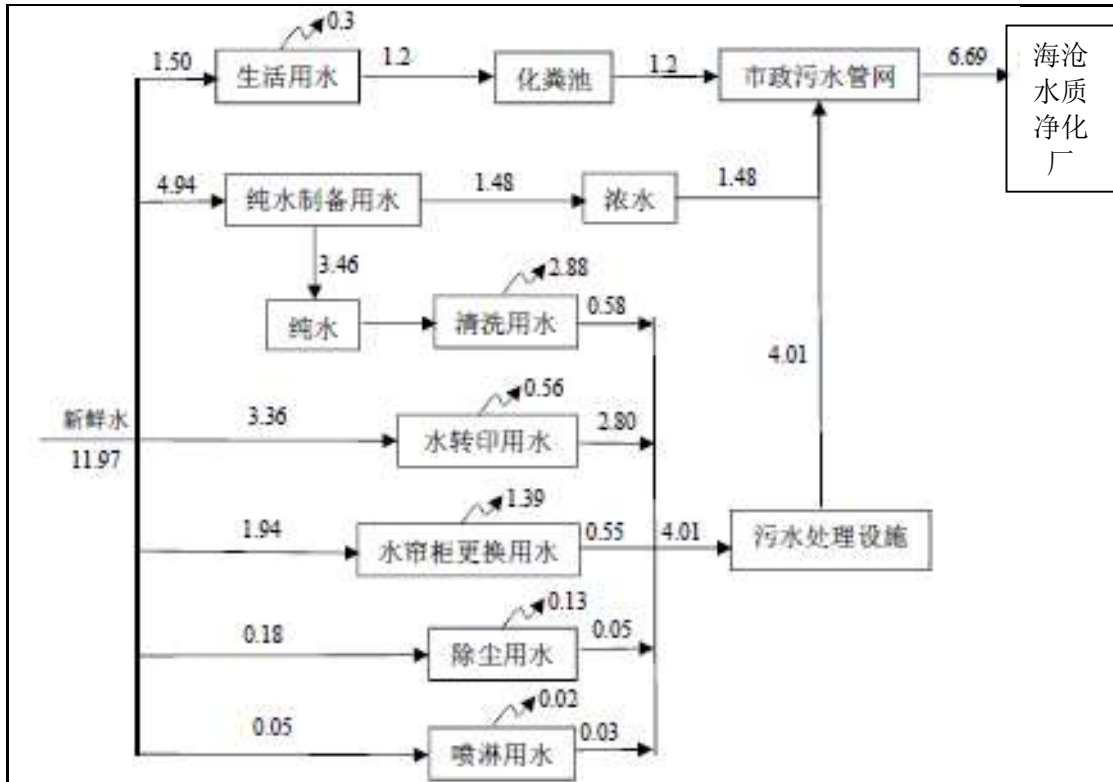 0.3
1.50
生活用水
1.2
化粪池
1.2
市政污水管网
6.69
海沧
水质
净化
厂
4.94
纯水制备用水
1.48
浓水
1.48
3.46
纯水
2.88
清洗用水
0.58
4.01
新鲜水
11.97
3.36
0.56
水转印用水
2.80
1.94
1.39
水帘柜更换用水
0.55
4.01
污水处理设施
0.18
0.13
除尘用水
0.05
0.05
0.02
喷淋用水
0.03